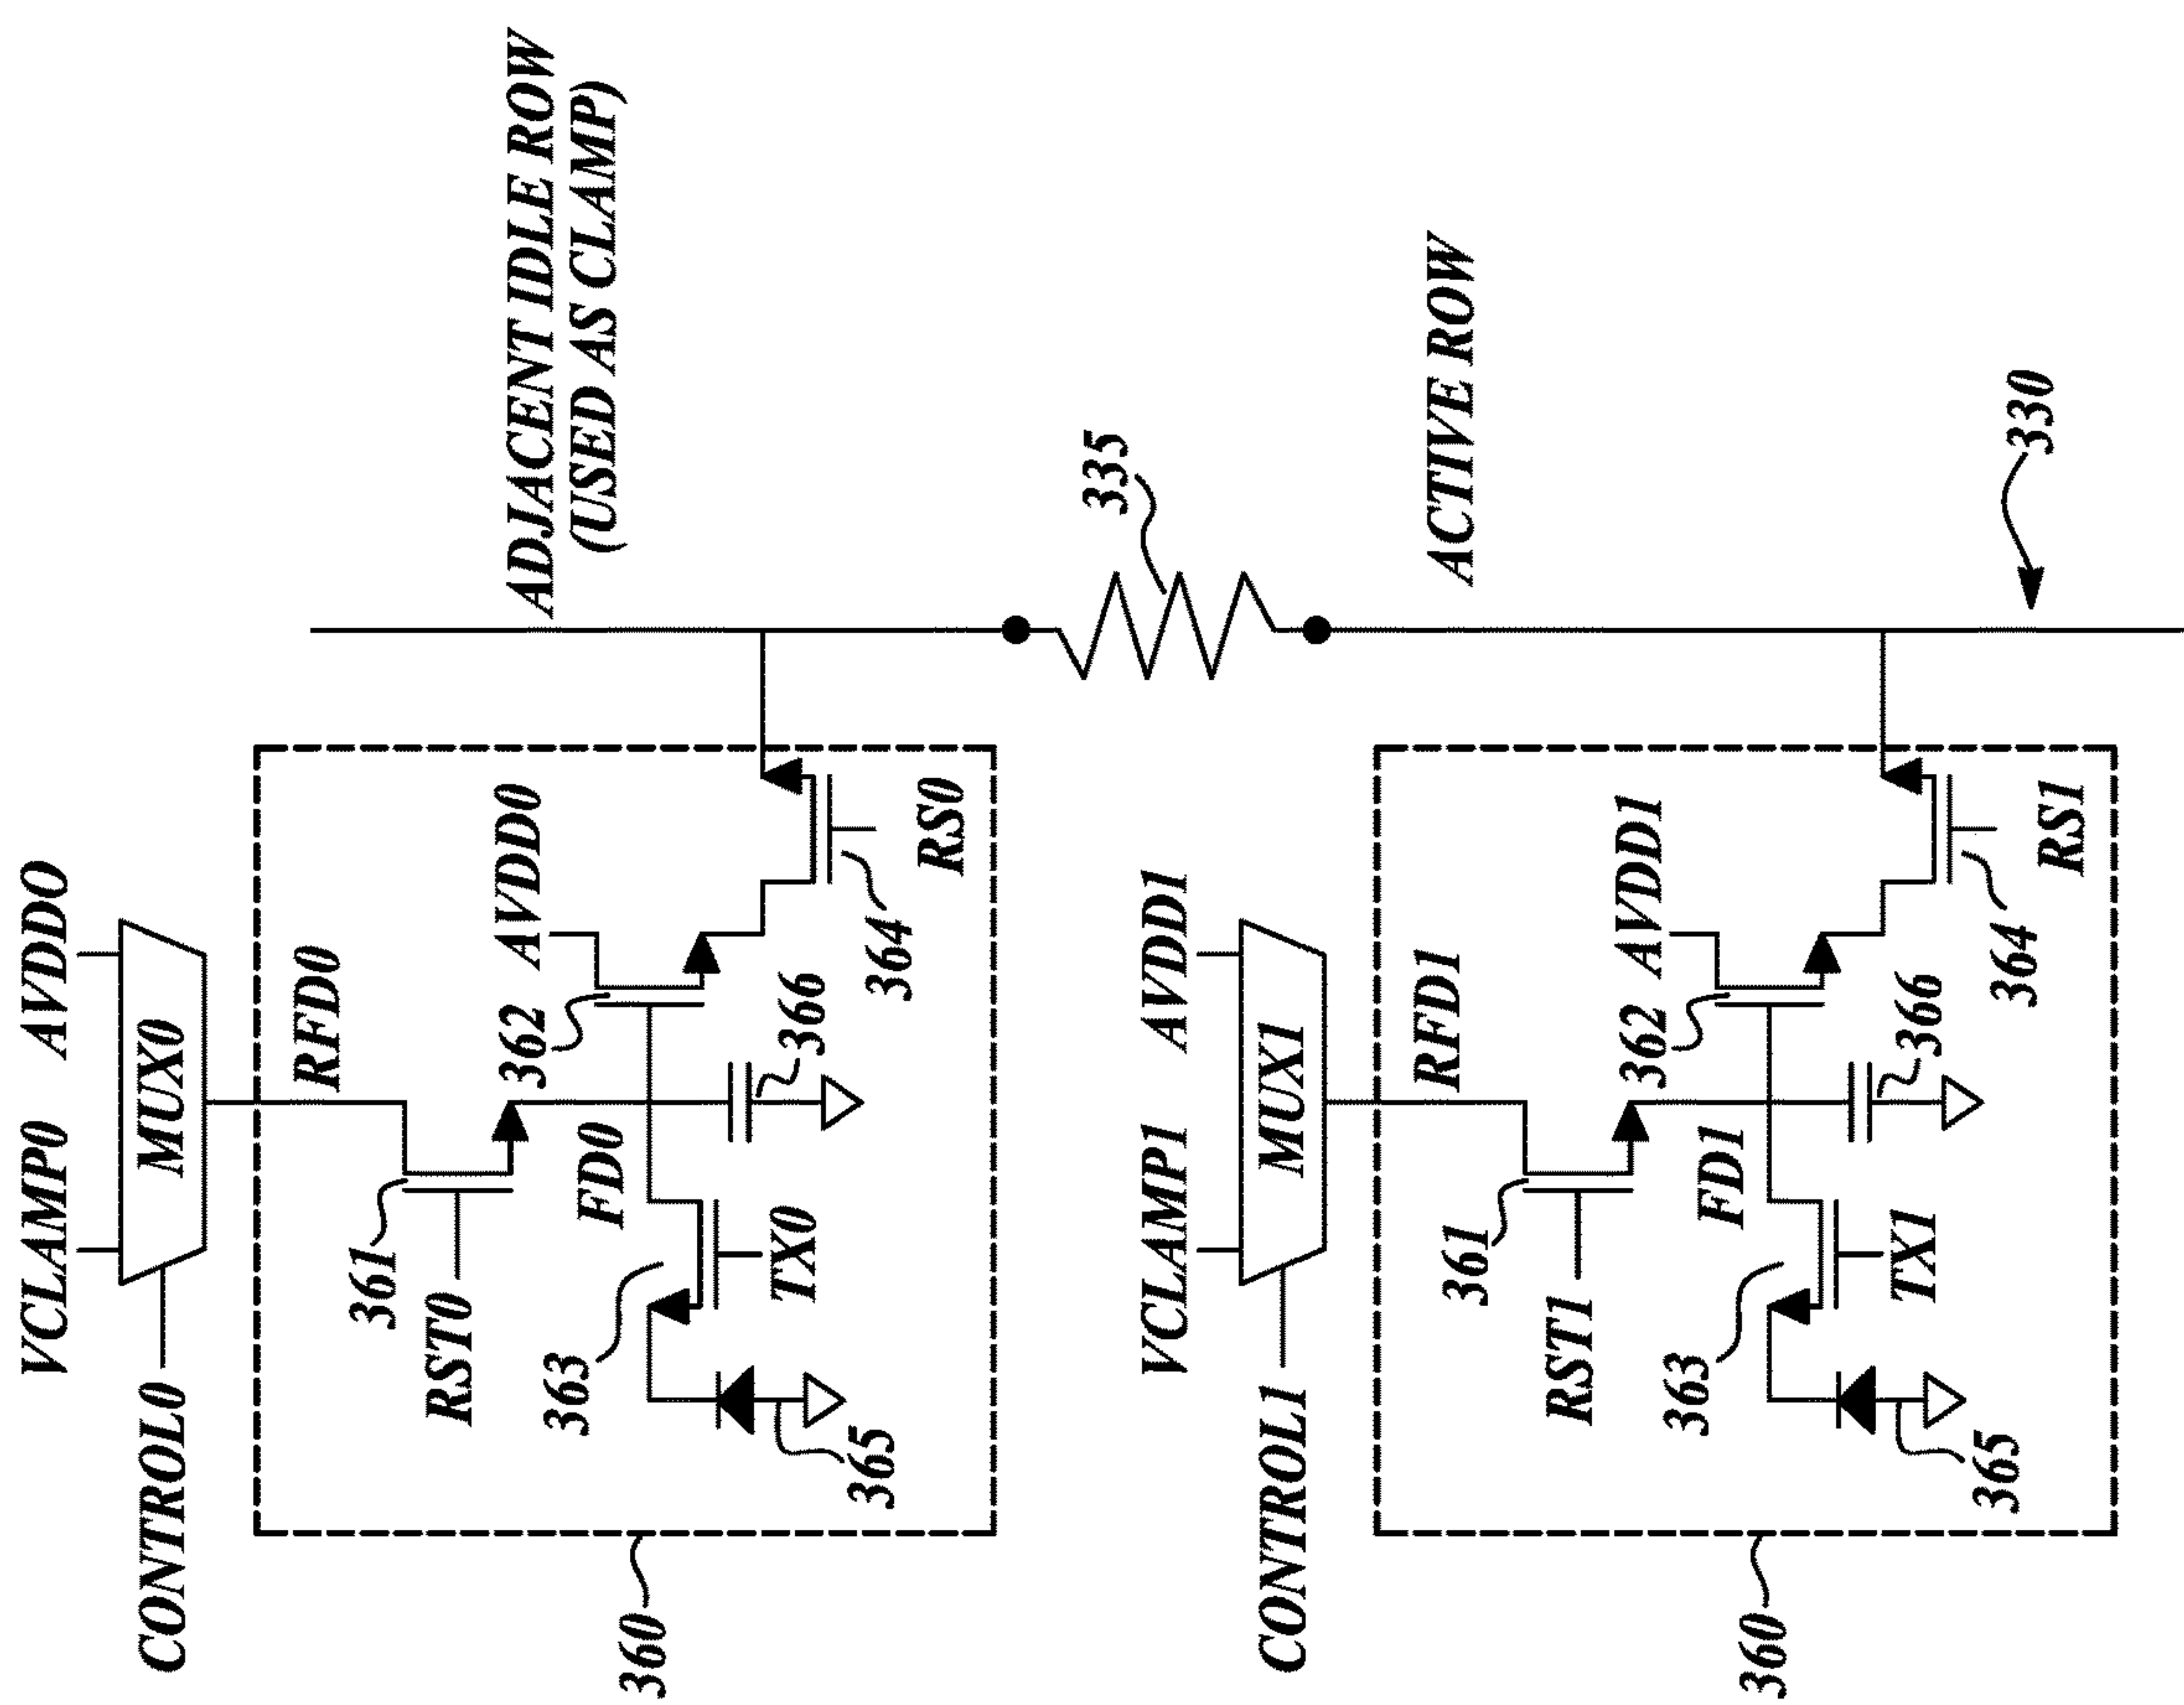 VCLAMP0
AVDD0
MUX0
CONTROL0
RFD0
361
RST0
362
AVDD0
FD0
363
TX0
366
364
RS0
365
360
ADJACENT IDLE ROW
(USED AS CLAMP)
335
VCLAMP1
AVDD1
MUX1
CONTROL1
RFD1
361
RST1
362
AVDD1
FD1
363
TX1
366
364
RS1
365
360
ACTIVE ROW
330